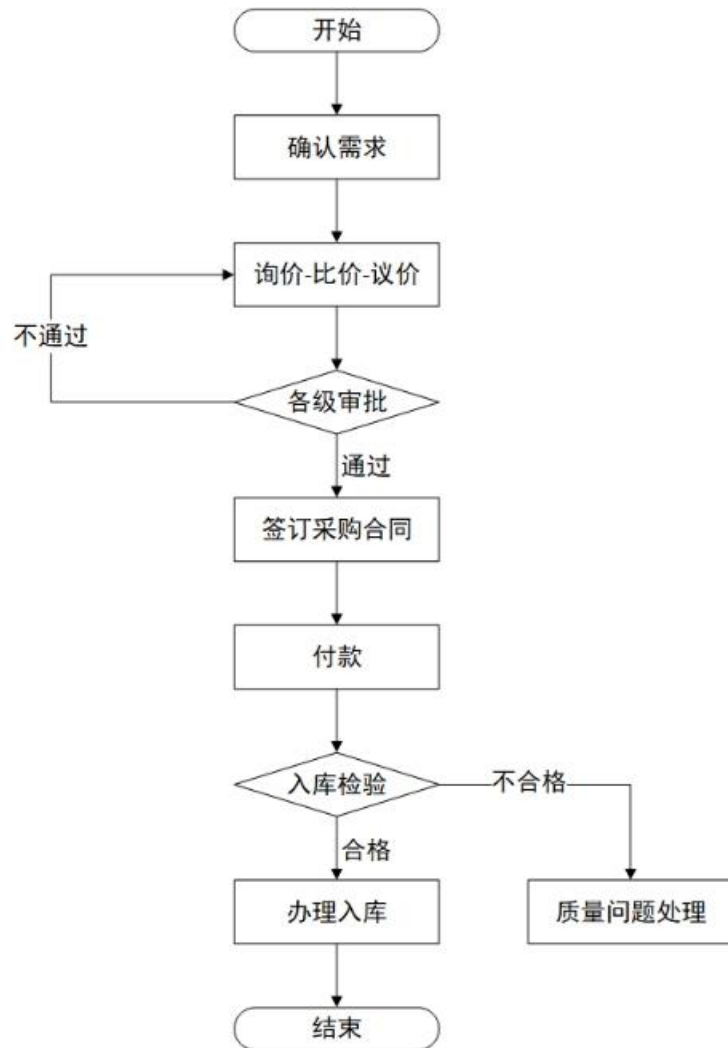 开始
确认需求
询价-比价-议价
不通过
各级审批
通过
签订采购合同
付款
入库检验
不合格
合格
办理入库
质量问题处理
结束